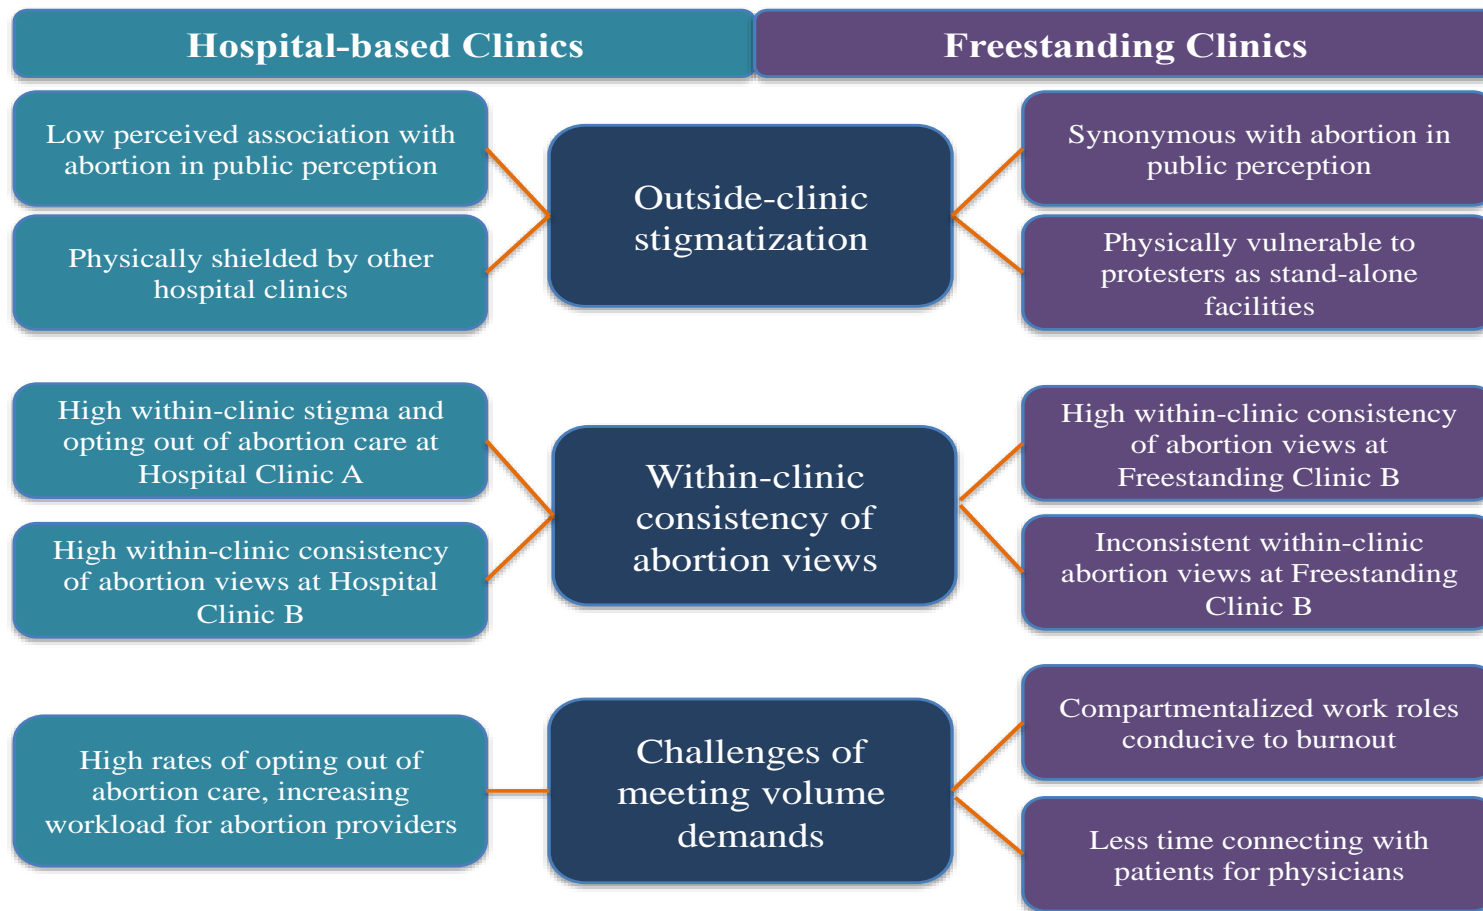 Hospital-based Clinics
Freestanding Clinics
Low perceived association with
abortion in public perception
Physically shielded by other
hospital clinics
Outside-clinic
stigmatization
Synonymous with abortion in
public perception
Physically vulnerable to
protesters as stand-alone
facilities
High within-clinic stigma and
opting out of abortion care at
Hospital Clinic A
High within-clinic consistency
of abortion views at Hospital
Clinic B
Within-clinic
consistency of
abortion views
High within-clinic consistency
of abortion views at
Freestanding Clinic B
Inconsistent within-clinic
abortion views at Freestanding
Clinic B
High rates of opting out of
abortion care, increasing
workload for abortion providers
Challenges of
meeting volume
demands
Compartmentalized work roles
conducive to burnout
Less time connecting with
patients for physicians